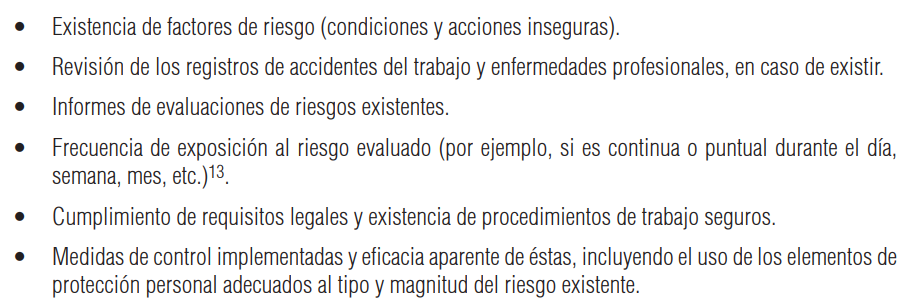 • Existencia de factores de riesgo (condiciones y acciones inseguras).
• Revisión de los registros de accidentes del trabajo y enfermedades profesionales, en caso de existir.
• Informes de evaluaciones de riesgos existentes.
• Frecuencia de exposición al riesgo evaluado (por ejemplo, si es continua o puntual durante el día,
semana, mes, etc.)13.
• Cumplimiento de requisitos legales y existencia de procedimientos de trabajo seguros.
• Medidas de control implementadas y eficacia aparente de éstas, incluyendo el uso de los elementos de
protección personal adecuados al tipo y magnitud del riesgo existente.